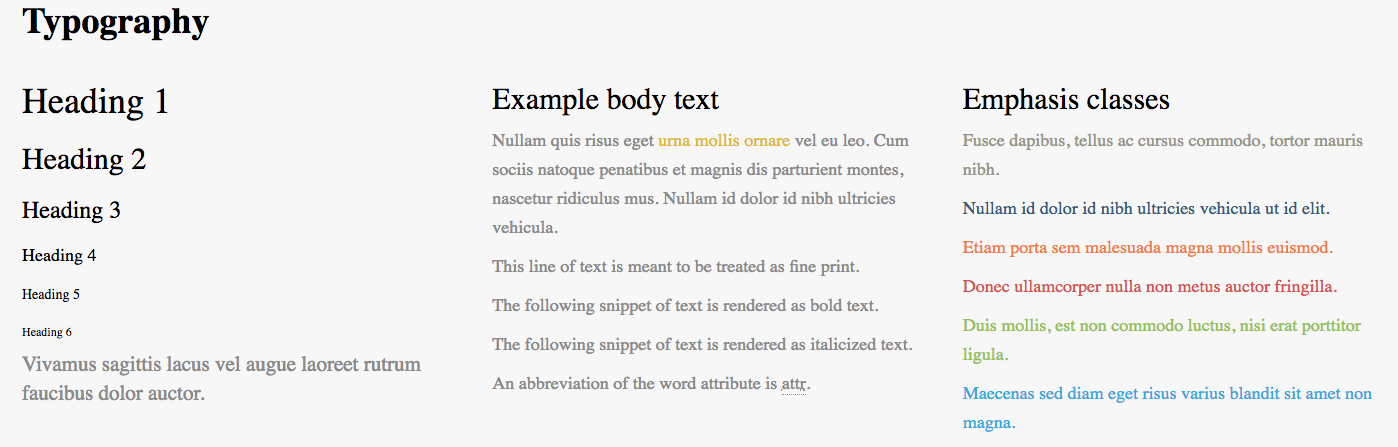 Typography
Heading 1
Heading 2
Heading 3
Heading 4
Heading 5
Heading 6
Vivamus sagittis lacus vel augue laoreet rutrum
faucibus dolor auctor.
Example body text
Nullam quis risus eget urna mollis ornare vel eu leo. Cum
sociis natoque penatibus et magnis dis parturient montes,
nascetur ridiculus mus. Nullam id dolor id nibh ultricies
vehicula.
This line of text is meant to be treated as fine print.
The following snippet of text is rendered as bold text.
The following snippet of text is rendered as italicized text.
An abbreviation of the word attribute is attr.
Emphasis classes
Fusce dapibus, tellus ac cursus commodo, tortor mauris
nibh.
Nullam id dolor id nibh ultricies vehicula ut id elit.
Etiam porta sem malesuada magna mollis euismod.
Donec ullamcorper nulla non metus auctor fringilla.
Duis mollis, est non commodo luctus, nisi erat porttitor
ligula.
Maecenas sed diam eget risus varius blandit sit amet non
magna.